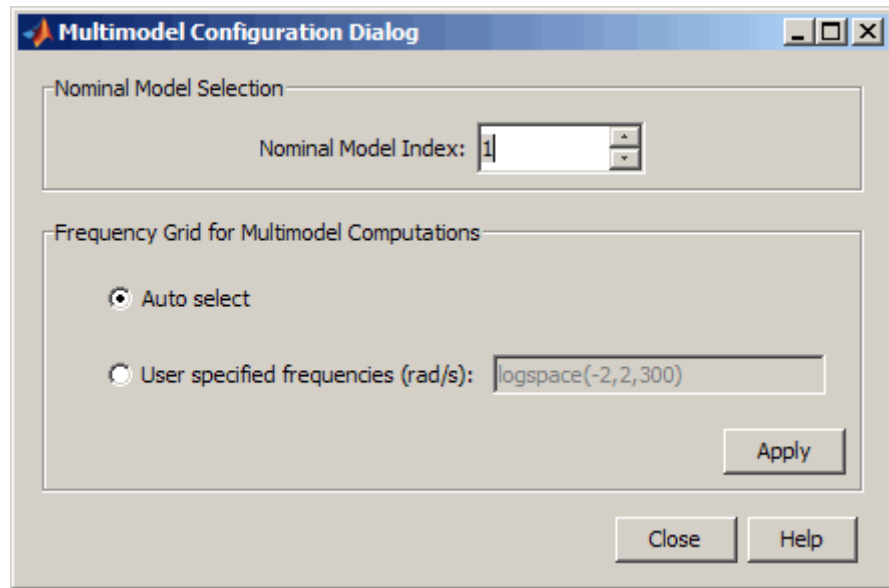 Multimodel Configuration Dialog
Nominal Model Selection
Nominal Model Index: 1
Frequency Grid for Multimodel Computations
Auto select
User specified frequencies (rad/s): logspace(-2,2,300)
Apply
Close Help